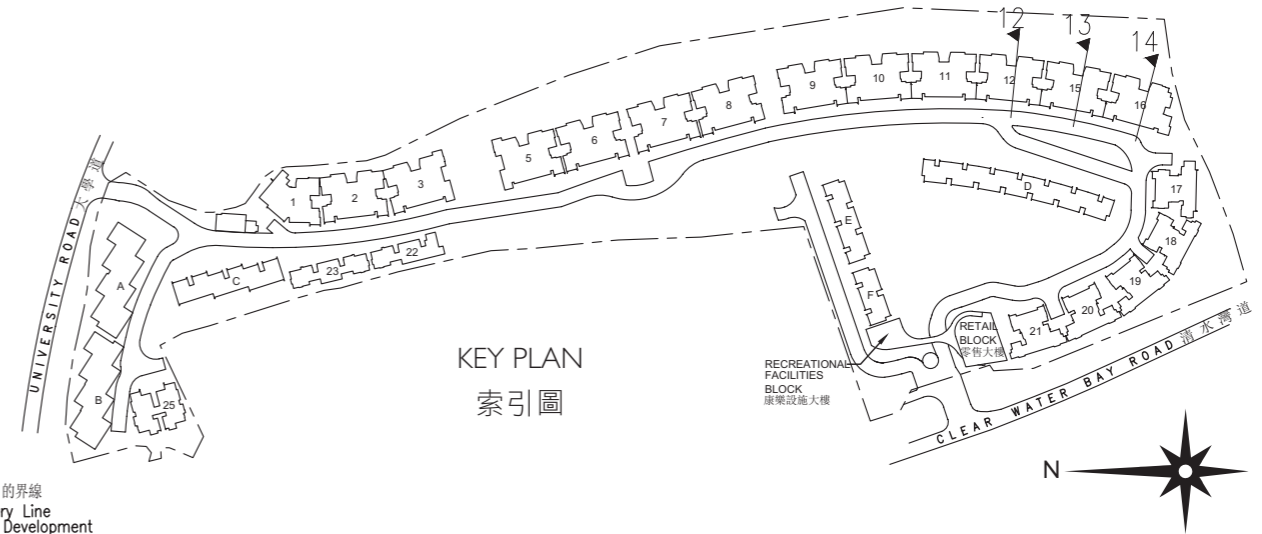 12
13
14
1
2
3
5
6
7
8
9
10
11
12
15
16
17
18
19
20
21
22
23
25
A
B
C
D
E
F
UNIVERSITY ROAD 大學道
KEY PLAN
索引圖
RETAIL
BLOCK
零售大樓
RECREATIONAL
FACILITIES
BLOCK
康樂設施大樓
CLEAR WATER BAY ROAD 清水灣道
N
的界線
ry Line
Development